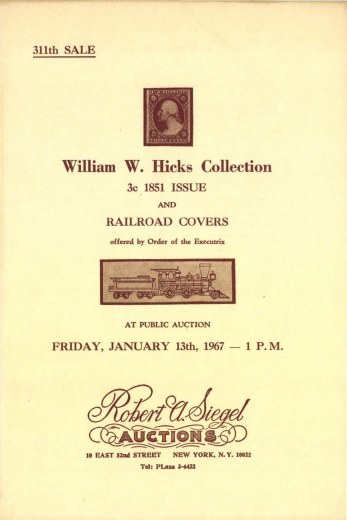 311th SALE
William W. Hicks Collection
3c 1851 ISSUE
AND
RAILROAD COVERS
offered by Order of the Executrix
AT PUBLIC AUCTION
FRIDAY, JANUARY 13th, 1967 — 1 P. M.
Robert A. Siegel
AUCTIONS
10 EAST 52nd STREET NEW YORK, N. Y. 10022
Tel: PLaza 3-6422